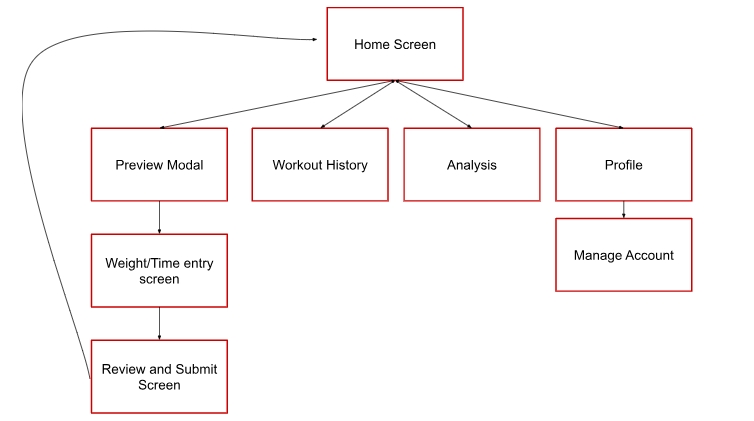 Home Screen
Preview Modal
Workout History
Analysis
Profile
Weight/Time entry
screen
Manage Account
Review and Submit
Screen